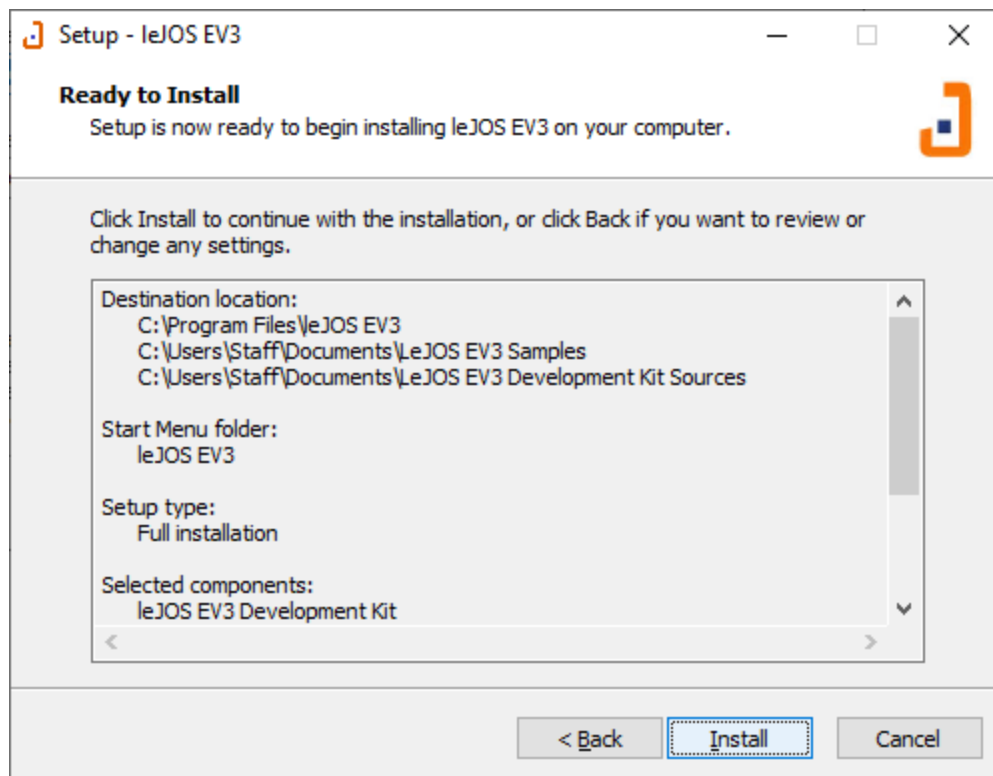 Setup - leJOS EV3
Ready to Install
Setup is now ready to begin installing leJOS EV3 on your computer.
Click Install to continue with the installation, or click Back if you want to review or
change any settings.
Destination location:
C:\Program Files\leJOS EV3
C:\Users\Staff\Documents\LeJOS EV3 Samples
C:\Users\Staff\Documents\LeJOS EV3 Development Kit Sources
Start Menu folder:
leJOS EV3
Setup type:
Full installation
Selected components:
leJOS EV3 Development Kit
< Back
Install
Cancel